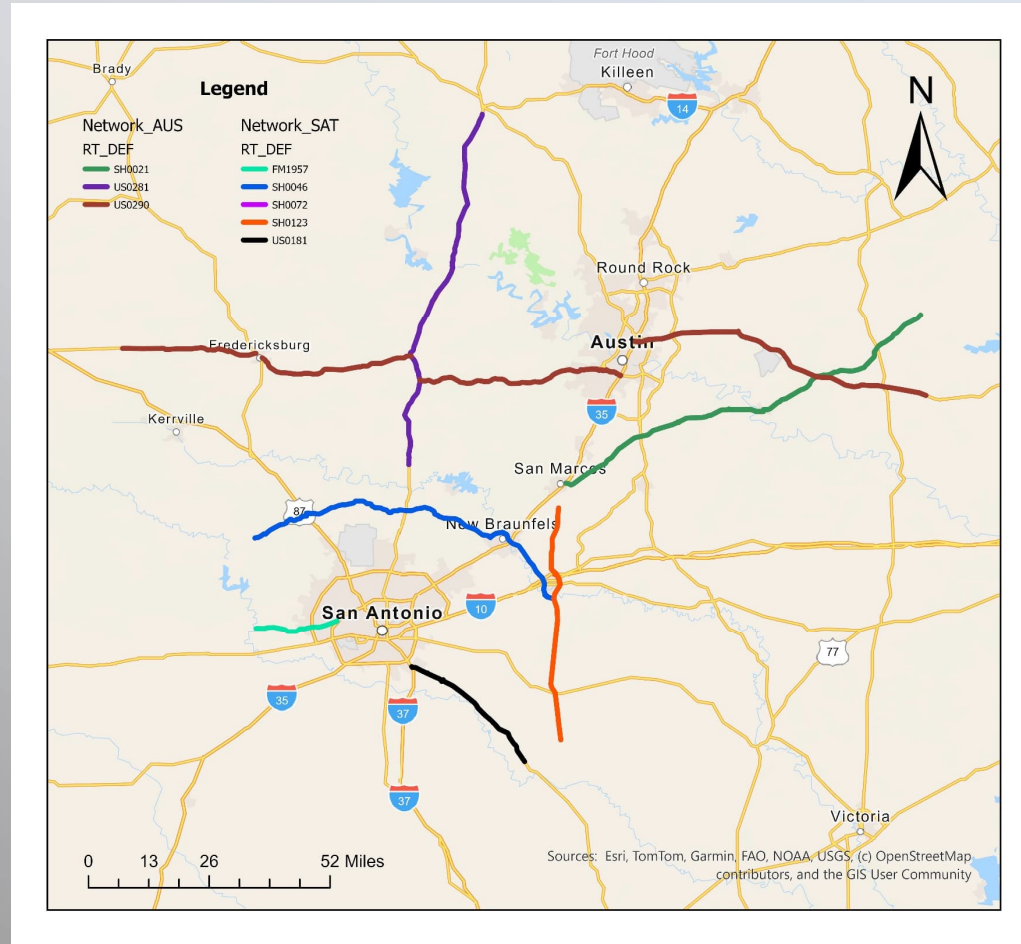 Legend
Network_AUS
RT_DEF
SH0021
US0281
US0290
Network_SAT
RT_DEF
FM1957
SH0046
SH0072
SH0123
US0181
N
Brady
Fort Hood
Killeen
14
Round Rock
Austin
Fredericksburg
35
Kerrville
San Marcos
87
New Braunfels
10
San Antonio
77
35
37
37
Victoria
0 13 26 52 Miles
Sources: Esri, TomTom, Garmin, FAO, NOAA, USGS, (c) OpenStreetMap
contributors, and the GIS User Community